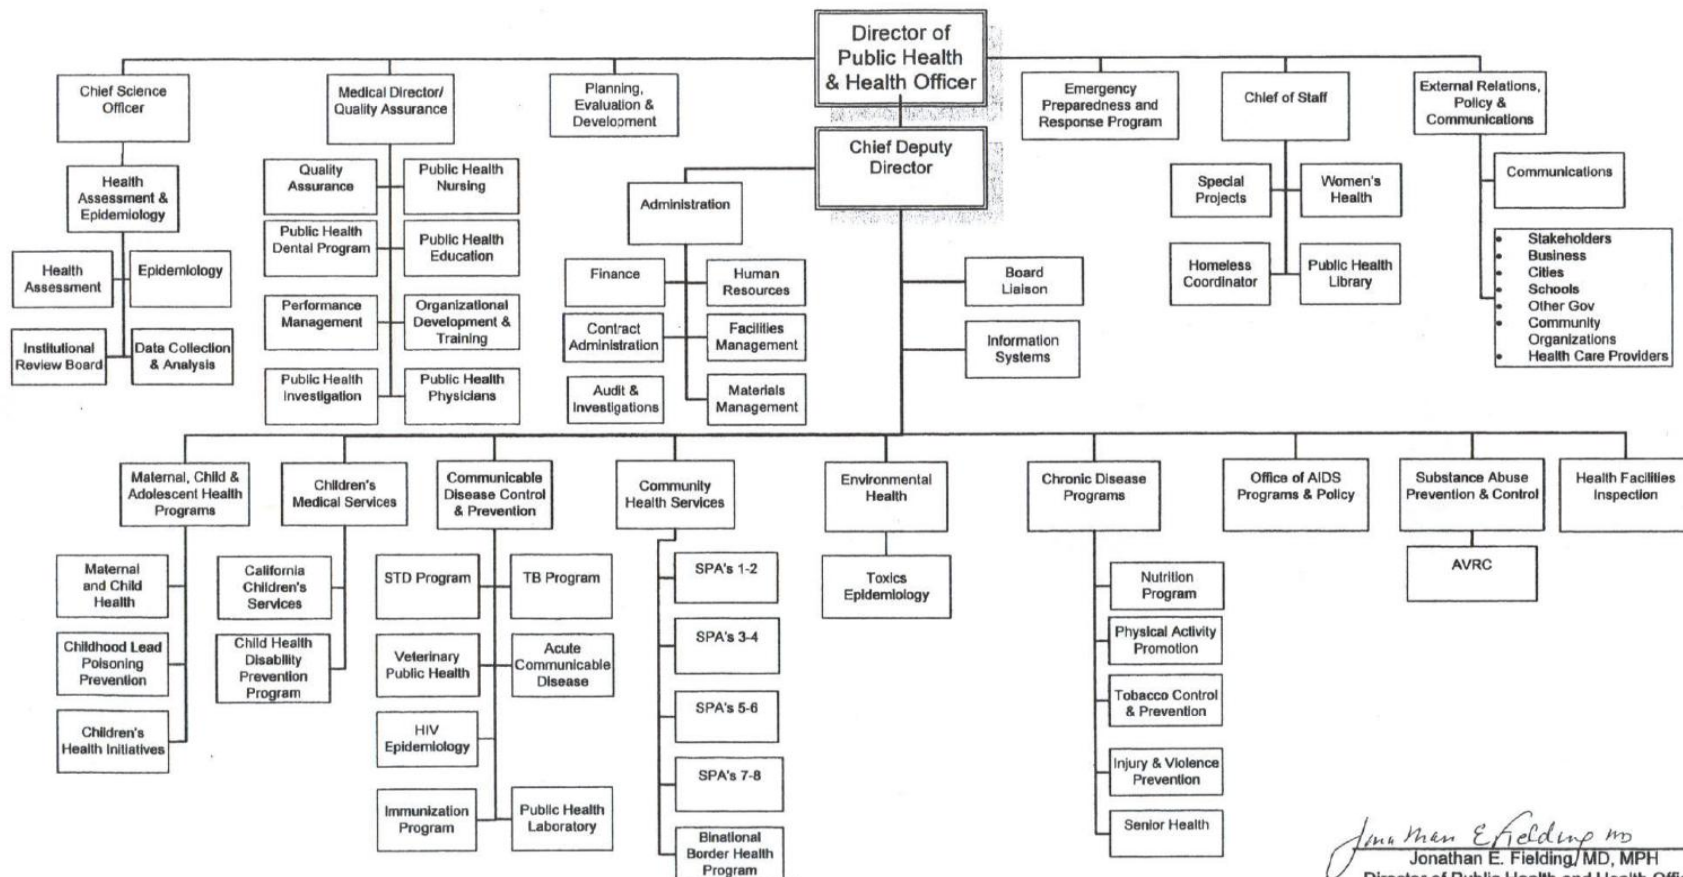 Director of
Public Health
& Health Officer
Chief Science
Officer
Medical Director/
Quality Assurance
Planning,
Evaluation &
Development
Emergency
Preparedness and
Response Program
Chief of Staff
External Relations,
Policy &
Communications
Chief Deputy
Director
Health
Assessment &
Epidemiology
Health
Assessment
Epidemiology
Institutional
Review Board
Data Collection
& Analysis
Quality
Assurance
Public Health
Nursing
Public Health
Dental Program
Public Health
Education
Performance
Management
Organizational
Development &
Training
Public Health
Investigation
Public Health
Physicians
Administration
Finance
Human
Resources
Contract
Administration
Facilities
Management
Audit &
Investigations
Materials
Management
Board
Liaison
Information
Systems
Special
Projects
Women's
Health
Homeless
Coordinator
Public Health
Library
Communications
• Stakeholders
• Business
• Cities
• Schools
• Other Gov
• Community
Organizations
• Health Care Providers
Maternal, Child &
Adolescent Health
Programs
Children's
Medical Services
Communicable
Disease Control
& Prevention
Community
Health Services
Environmental
Health
Chronic Disease
Programs
Office of AIDS
Programs & Policy
Substance Abuse
Prevention & Control
Health Facilities
Inspection
Maternal
and Child
Health
Childhood Lead
Poisoning
Prevention
Children's
Health Initiatives
California
Children's
Services
Child Health
Disability
Prevention
Program
STD Program
TB Program
Veterinary
Public Health
Acute
Communicable
Disease
HIV
Epidemiology
Immunization
Program
Public Health
Laboratory
SPA's 1-2
SPA's 3-4
SPA's 5-6
SPA's 7-8
Binational
Border Health
Program
Toxics
Epidemiology
Nutrition
Program
Physical Activity
Promotion
Tobacco Control
& Prevention
Injury & Violence
Prevention
Senior Health
AVRC
Jonathan E Fielding MD
Jonathan E. Fielding, MD, MPH
Director of Public Health and Health